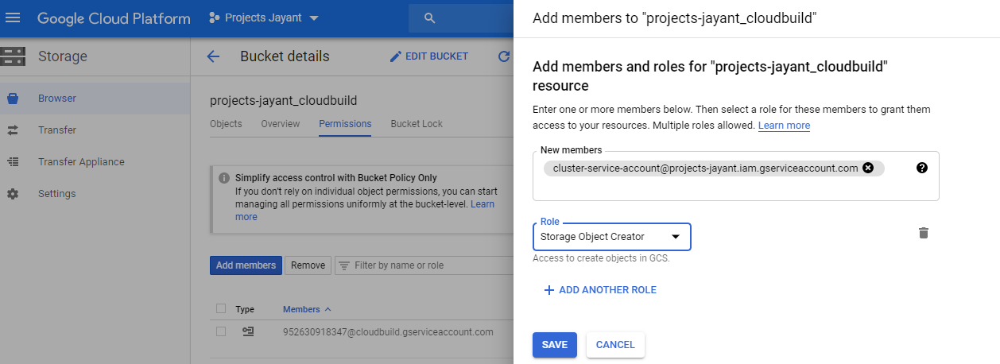 Google Cloud Platform
Projects Jayant
Storage
Browser
Transfer
Transfer Appliance
Settings
Bucket details
EDIT BUCKET
projects-jayant_cloudbuild
Objects Overview Permissions Bucket Lock
Simplify access control with Bucket Policy Only
If you don't rely on individual object permissions, you can start
managing all permissions uniformly at the bucket-level. Learn
more
Add members Remove Filter by name or role
Type Members
952630918347@cloudbuild.gserviceaccount.com
Add members to "projects-jayant_cloudbuild"
Add members and roles for "projects-jayant_cloudbuild"
resource
Enter one or more members below. Then select a role for these members to grant them
access to your resources. Multiple roles allowed. Learn more
New members
cluster-service-account@projects-jayant.iam.gserviceaccount.com
Role
Storage Object Creator
Access to create objects in GCS.
ADD ANOTHER ROLE
SAVE CANCEL